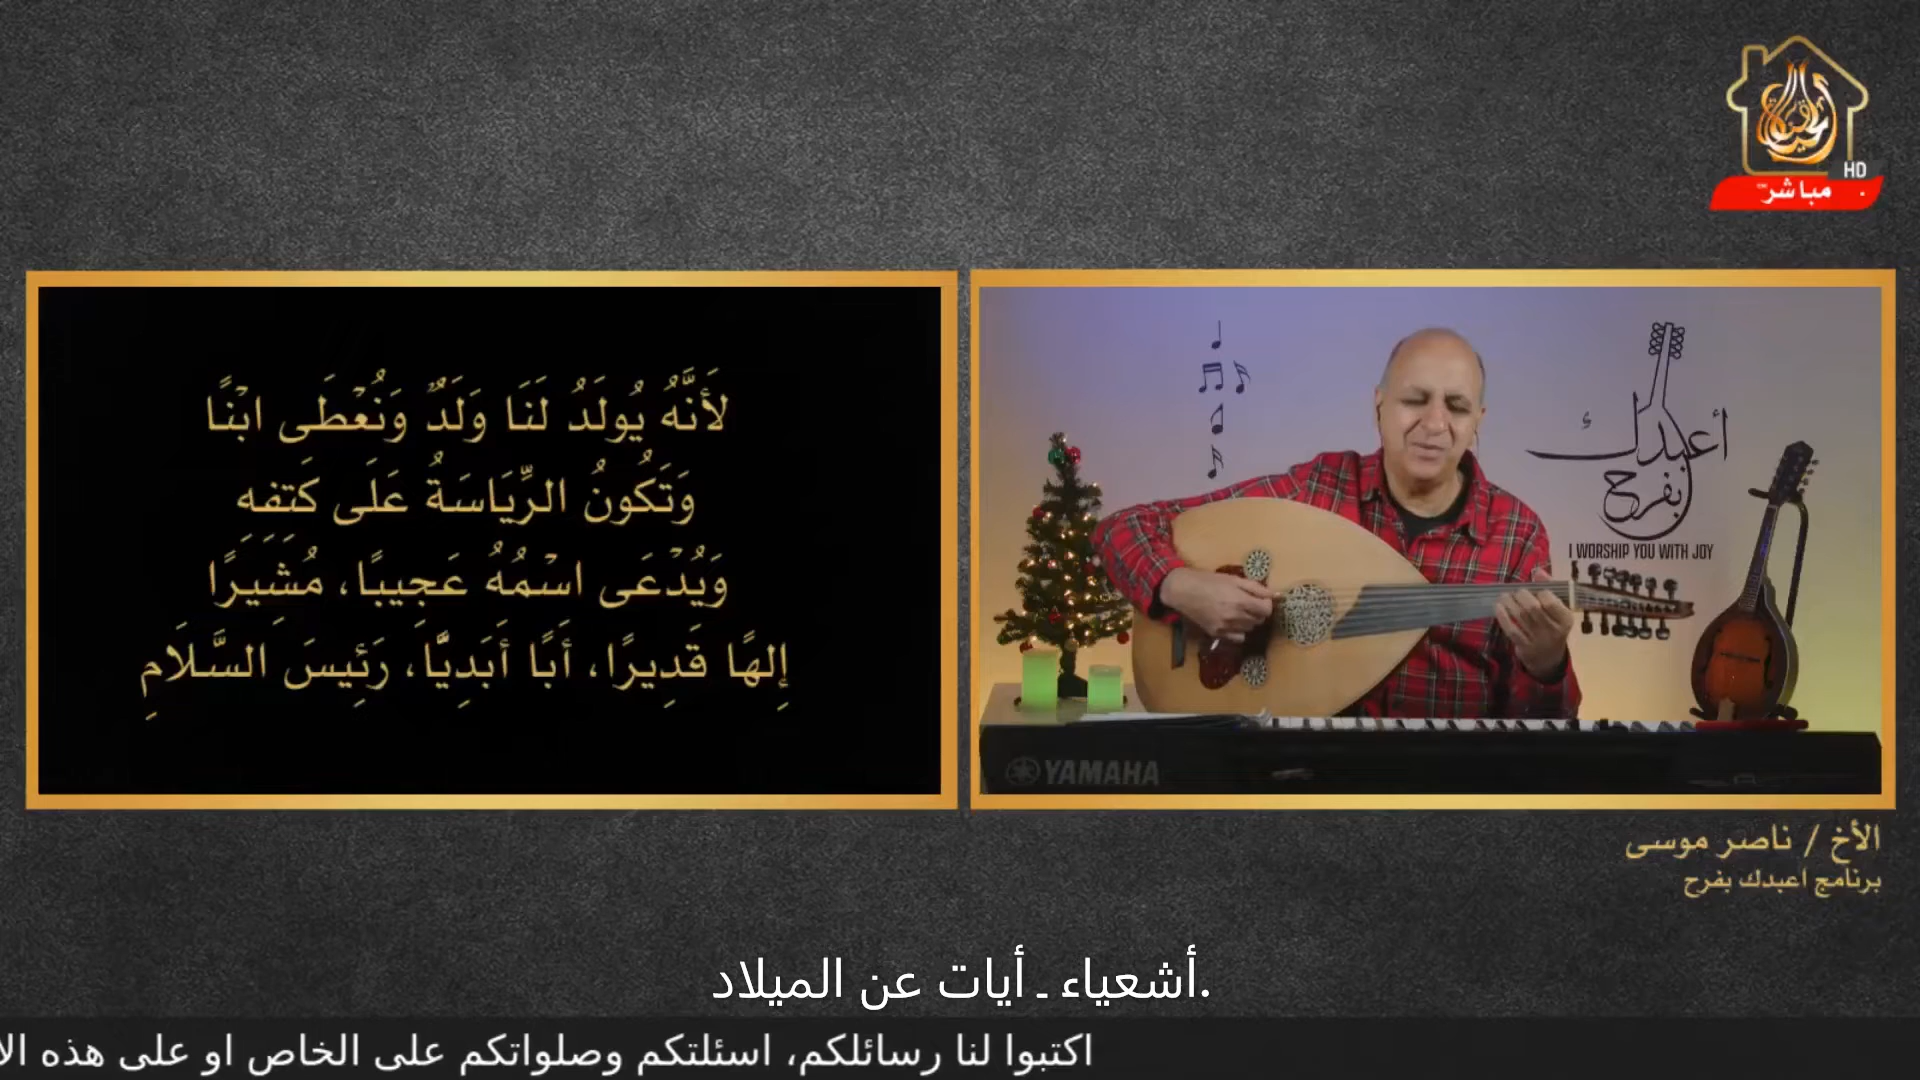 HD
مباشر
لأَنَّهُ يُولَدُ لَنَا وَلَدٌ وَنُعْطَى ابْنًا
وَتَكُونُ الرِّيَاسَةُ عَلَى كَتِفِهِ
وَيُدْعَى اسْمُهُ عَجِيبًا، مُشِيرًا
إِلهًا قَدِيرًا، أَبًا أَبَدِيًّا، رَئِيسَ السَّلاَمِ
أعبدك
بفرح
I WORSHIP YOU WITH JOY
YAMAHA
الأخ / ناصر موسى
برنامج اعبدك بفرح
أشعياء - أيات عن الميلاد.
اكتبوا لنا رسائلكم، اسئلتكم وصلواتكم على الخاص او على هذه